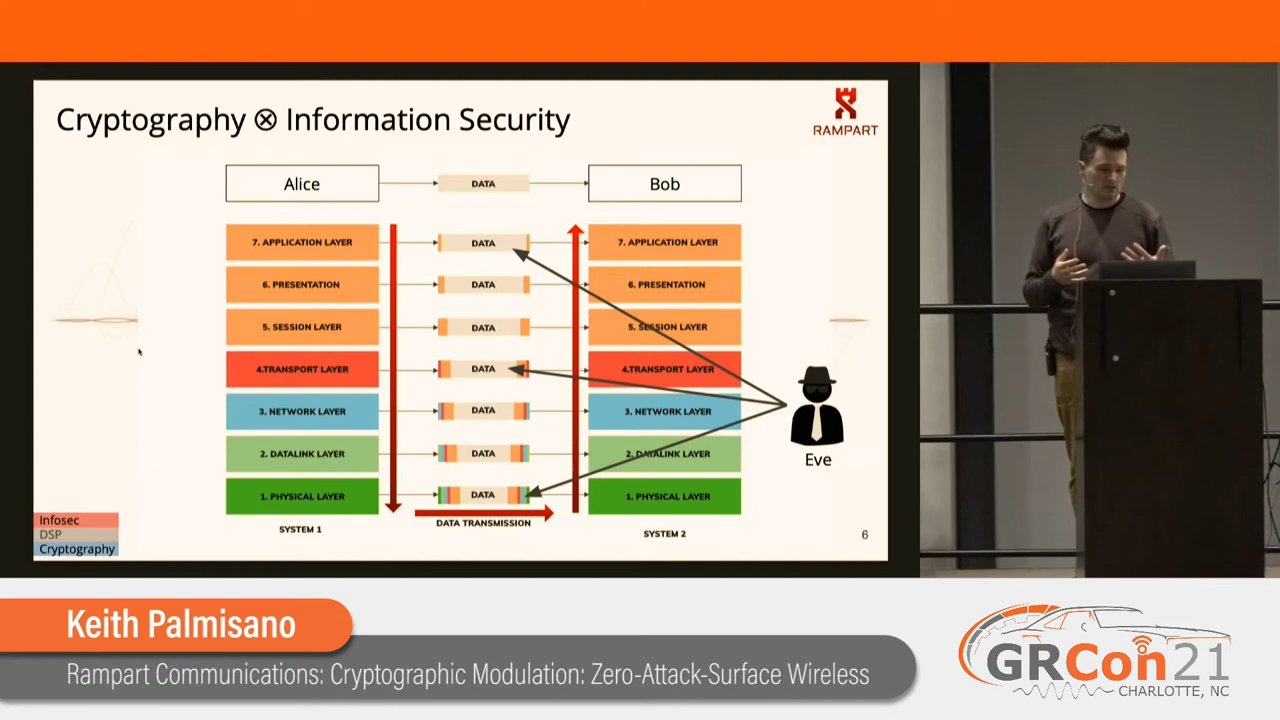 Cryptography ⊗ Information Security
RAMPART
Alice
DATA
Bob
7. APPLICATION LAYER
DATA
7. APPLICATION LAYER
6. PRESENTATION
DATA
6. PRESENTATION
5. SESSION LAYER
DATA
5. SESSION LAYER
4.TRANSPORT LAYER
DATA
4.TRANSPORT LAYER
3. NETWORK LAYER
DATA
3. NETWORK LAYER
2. DATALINK LAYER
DATA
2. DATALINK LAYER
1. PHYSICAL LAYER
DATA
1. PHYSICAL LAYER
Eve
SYSTEM 1
DATA TRANSMISSION
SYSTEM 2
Infosec
DSP
Cryptography
6
Keith Palmisano
Rampart Communications: Cryptographic Modulation: Zero-Attack-Surface Wireless
GRCon21
CHARLOTTE, NC